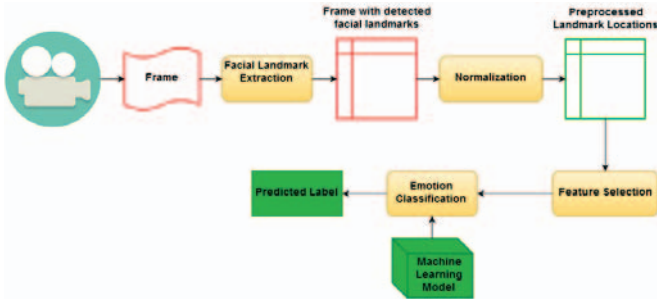 Frame with detected
facial landmarks
Preprocessed
Landmark Locations
Frame
Facial Landmark
Extraction
Normalization
Predicted Label
Emotion
Classification
Feature Selection
Machine
Learning
Model